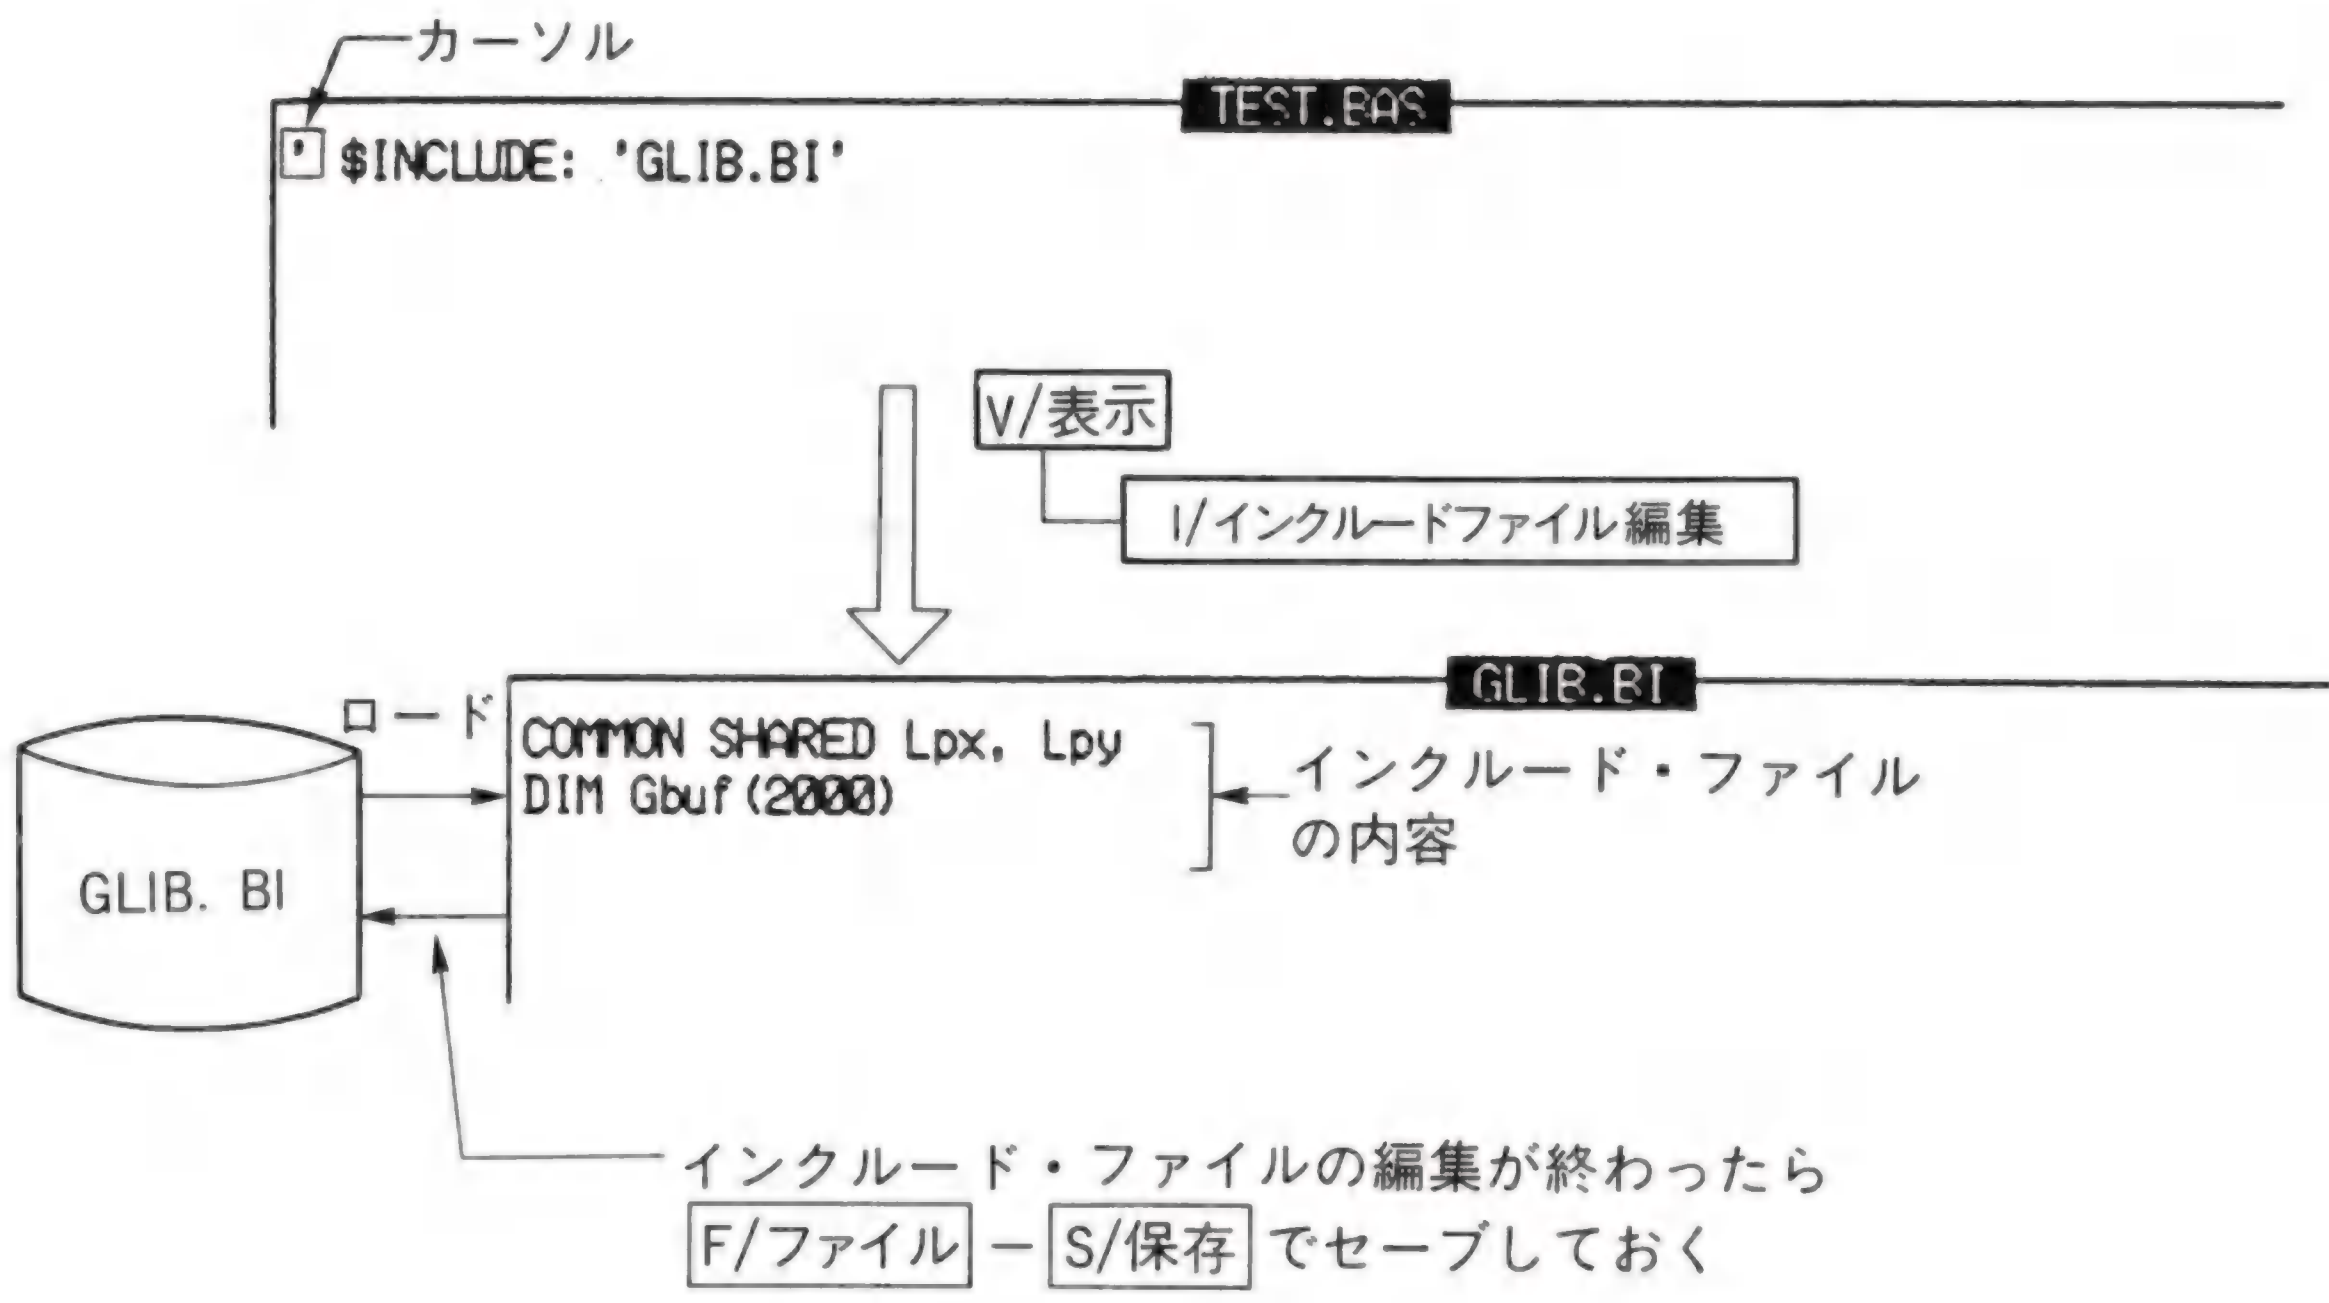 カーソル
TEST.BAS
' $INCLUDE: 'GLIB.BI'
V/表示
I/インクルードファイル編集
GLIB.BI
ロード
COMMON SHARED Lpx, Lpy
DIM Gbuf(2000)
インクルード・ファイル
の内容
GLIB. BI
インクルード・ファイルの編集が終わったら
F/ファイル － S/保存 でセーブしておく